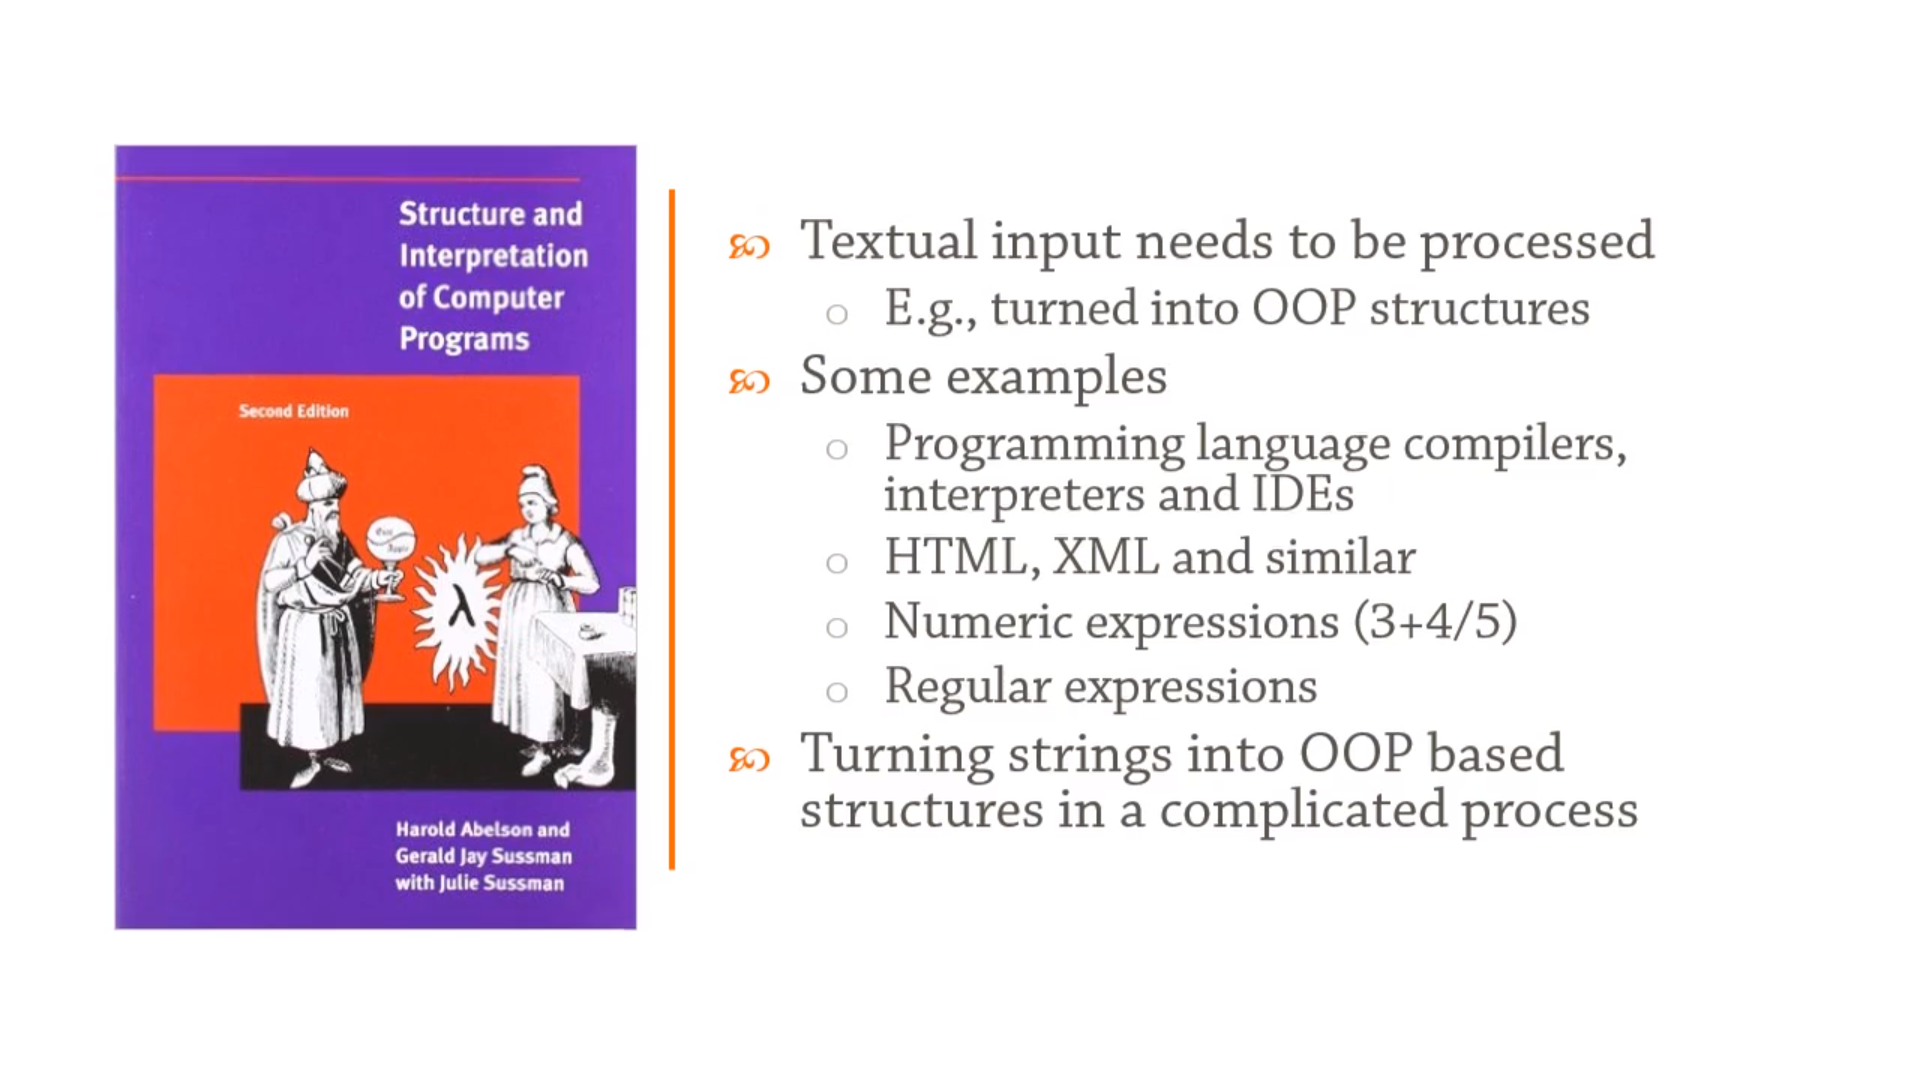 Structure and
Interpretation
of Computer
Programs
Second Edition
λ
Harold Abelson and
Gerald Jay Sussman
with Julie Sussman
Textual input needs to be processed
E.g., turned into OOP structures
Some examples
Programming language compilers,
interpreters and IDEs
HTML, XML and similar
Numeric expressions (3+4/5)
Regular expressions
Turning strings into OOP based
structures in a complicated process